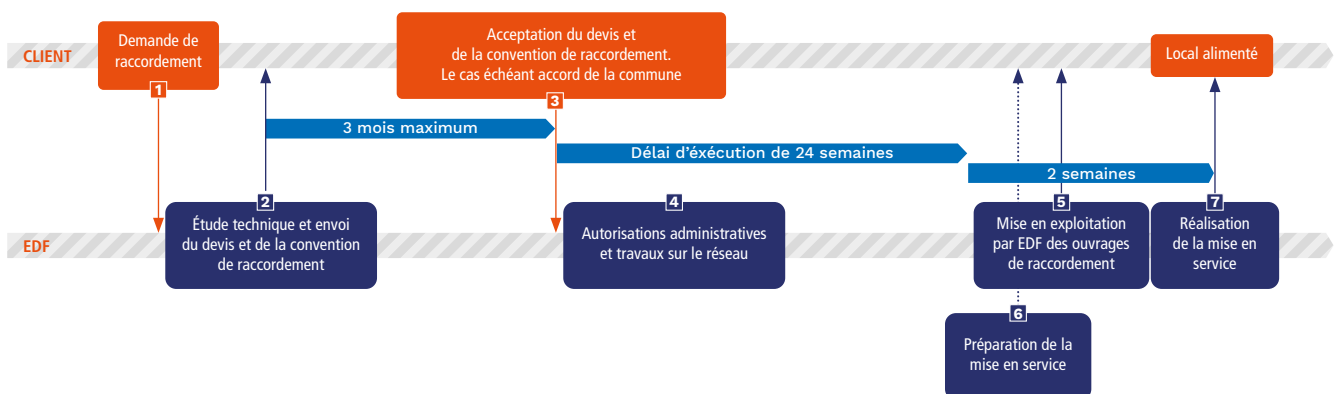 CLIENT
Demande de
raccordement
1
Acceptation du devis et
de la convention de raccordement.
Le cas échéant accord de la commune
3
Local alimenté
3 mois maximum
Délai d’éxécution de 24 semaines
2 semaines
EDF
2
Étude technique et envoi
du devis et de la convention
de raccordement
4
Autorisations administratives
et travaux sur le réseau
5
Mise en exploitation
par EDF des ouvrages
de raccordement
7
Réalisation
de la mise en
service
6
Préparation de la
mise en service